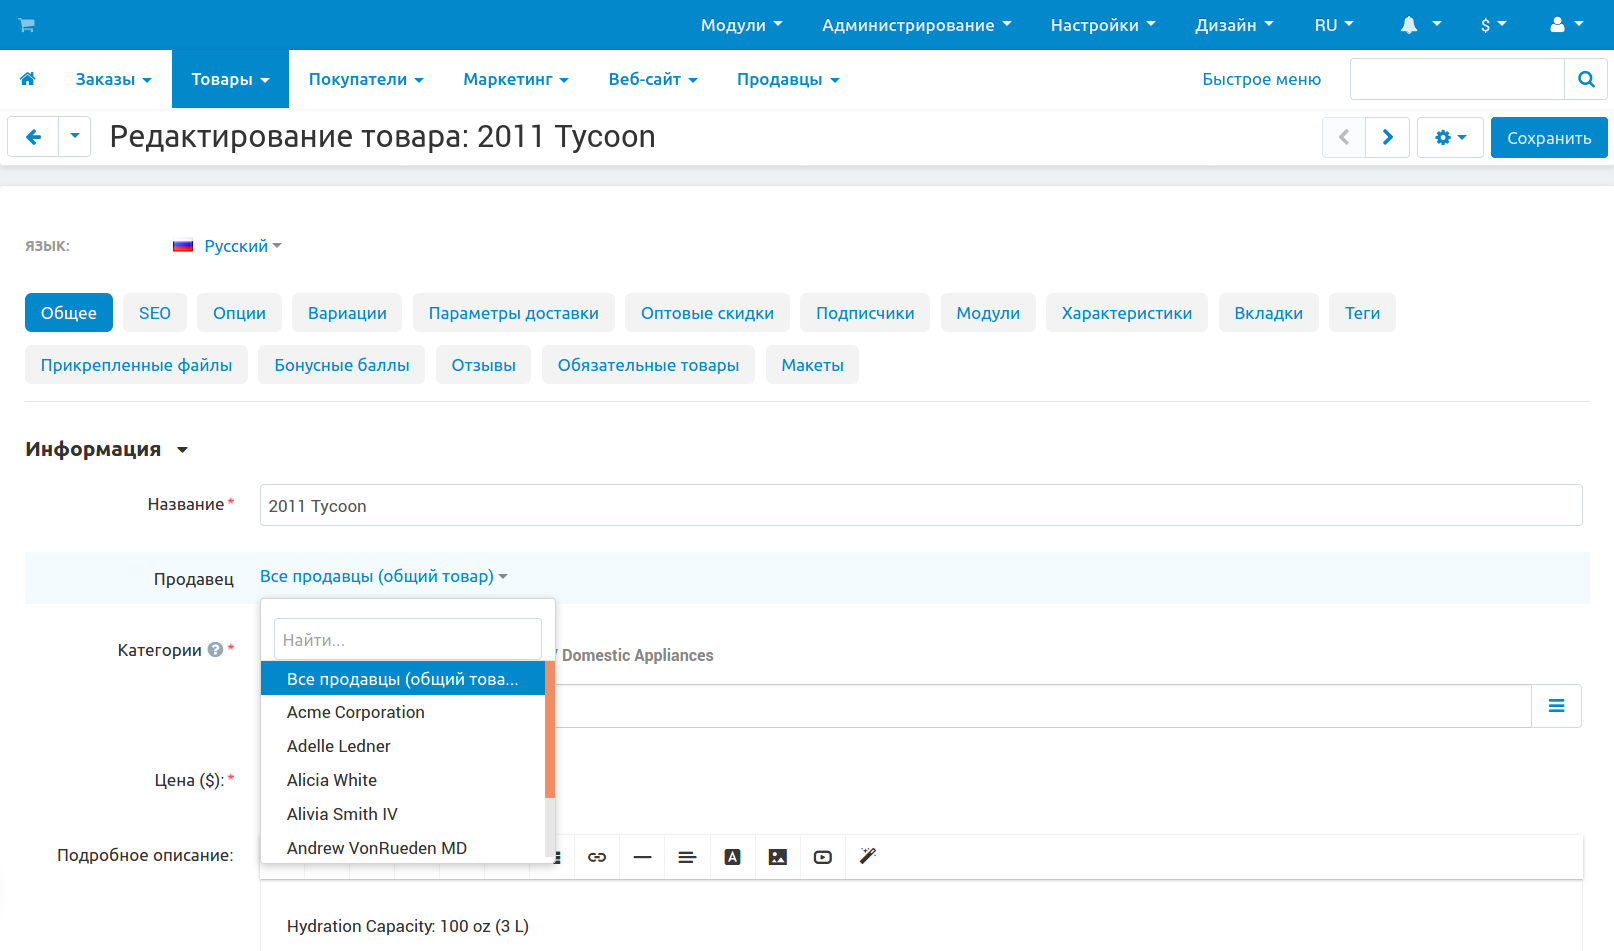 Модули Администрирование Настройки Дизайн RU $
Заказы Товары Покупатели Маркетинг Веб-сайт Продавцы Быстрое меню
Редактирование товара: 2011 Tycoon Сохранить
ЯЗЫК: Русский
Общее SEO Опции Вариации Параметры доставки Оптовые скидки Подписчики Модули Характеристики Вкладки Теги
Прикрепленные файлы Бонусные баллы Отзывы Обязательные товары Макеты
Информация
Название* 2011 Tycoon
Продавец Все продавцы (общий товар)
Найти...
Категории ? * / Domestic Appliances
Все продавцы (общий това...
Acme Corporation
Adelle Ledner
Цена ($):* Alicia White
Alivia Smith IV
Подробное описание: Andrew VonRueden MD
Hydration Capacity: 100 oz (3 L)